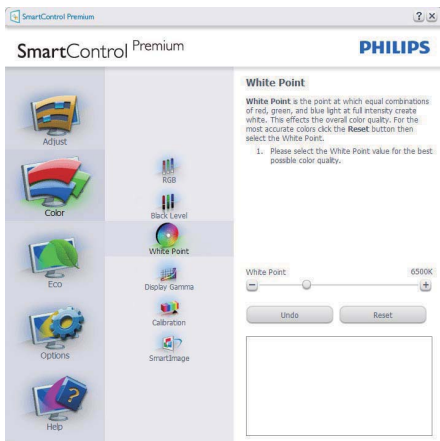 SmartControl Premium
? ×
SmartControl Premium
PHILIPS
Adjust
Color
Eco
Options
Help
RGB
Black Level
White Point
Display Gamma
Calibration
SmartImage
White Point
White Point is the point at which equal combinations
of red, green, and blue light at full intensity create
white. This effects the overall color quality. For the
most accurate colors click the Reset button then
select the White Point.
1. Please select the White Point value for the best
possible color quality.
White Point 6500K
Undo Reset